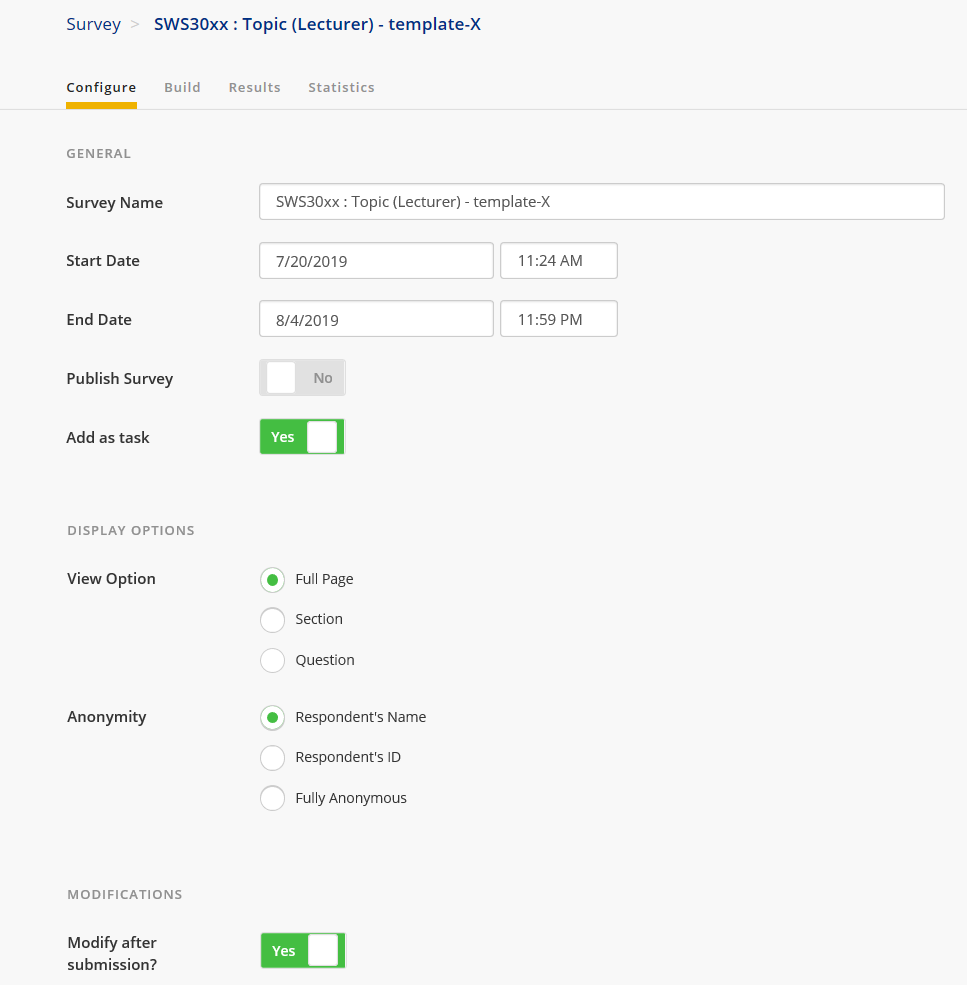 Survey > SWS30xx : Topic (Lecturer) - template-X
Configure Build Results Statistics
GENERAL
Survey Name SWS30xx : Topic (Lecturer) - template-X
Start Date 7/20/2019 11:24 AM
End Date 8/4/2019 11:59 PM
Publish Survey No
Add as task Yes
DISPLAY OPTIONS
View Option Full Page
Section
Question
Anonymity Respondent's Name
Respondent's ID
Fully Anonymous
MODIFICATIONS
Modify after
submission? Yes